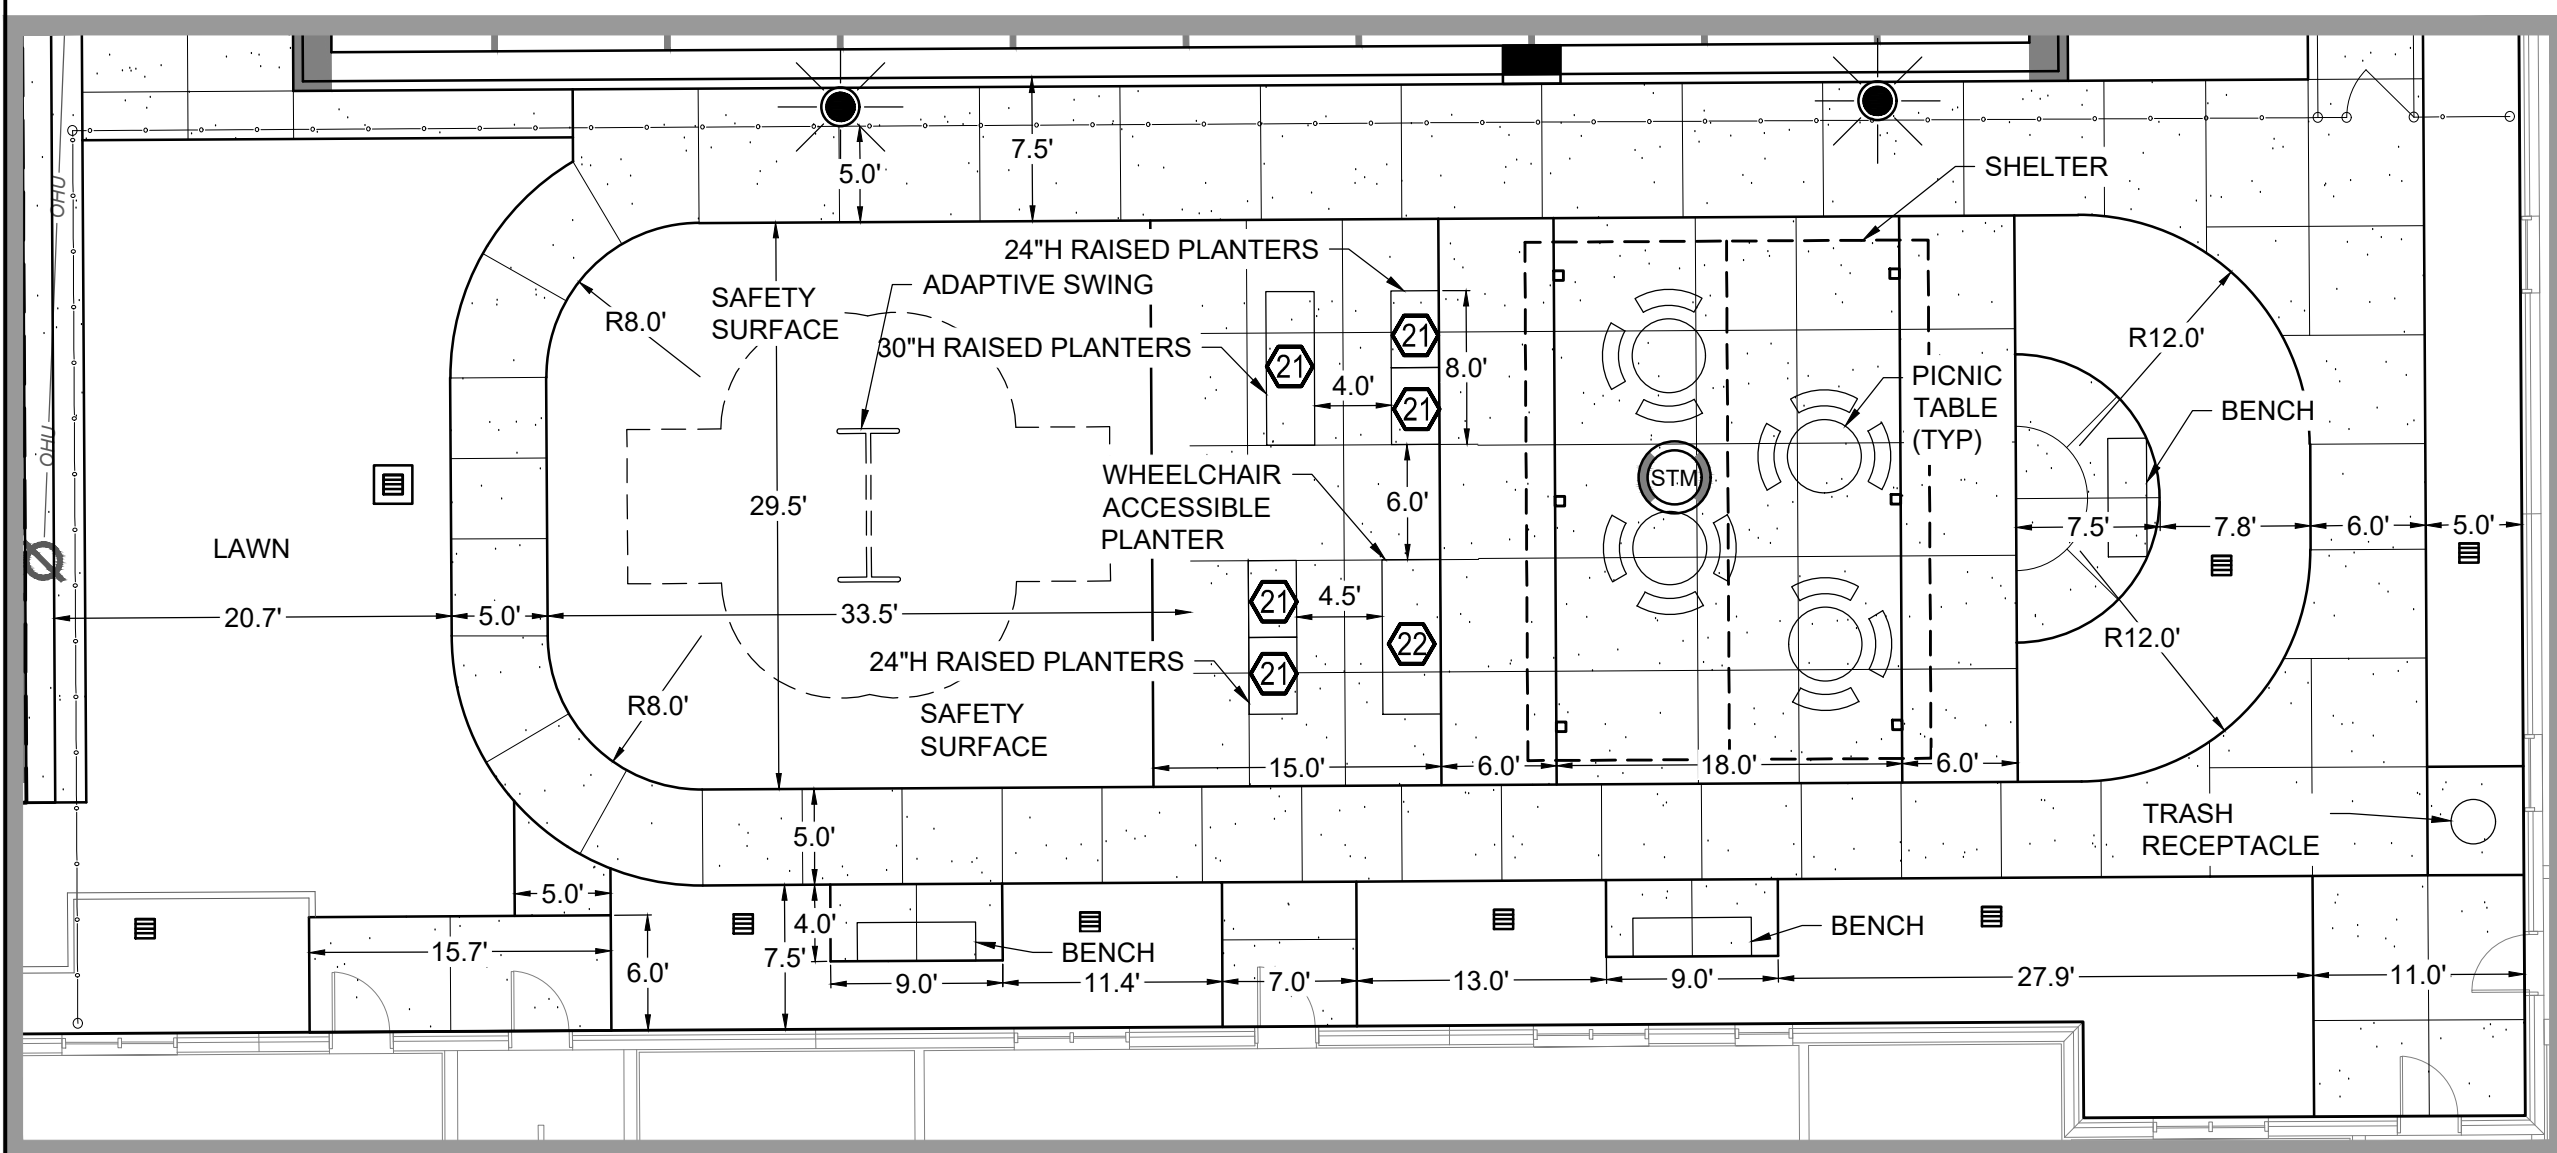 OHU
OHU
5.0'
7.5'
SHELTER
24"H RAISED PLANTERS
ADAPTIVE SWING
SAFETY
SURFACE
R8.0'
30"H RAISED PLANTERS
21
21
21
4.0'
8.0'
R12.0'
PICNIC
TABLE
(TYP)
BENCH
WHEELCHAIR
ACCESSIBLE
PLANTER
6.0'
STM
29.5'
LAWN
7.5'
7.8'
6.0'
5.0'
20.7'
5.0'
33.5'
21
4.5'
22
21
24"H RAISED PLANTERS
R12.0'
R8.0'
SAFETY
SURFACE
15.0'
6.0'
18.0'
6.0'
TRASH
RECEPTACLE
5.0'
5.0'
4.0'
7.5'
15.7'
6.0'
BENCH
BENCH
9.0'
11.4'
7.0'
13.0'
9.0'
27.9'
11.0'